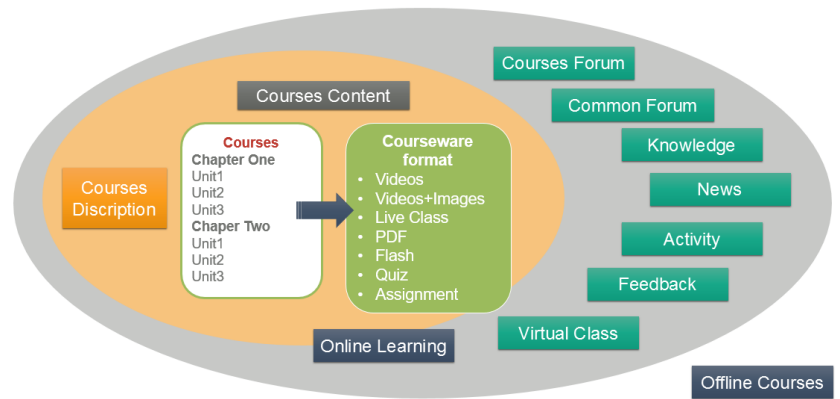 Courses Content
Courses
Discription
Courses
Chapter One
Unit1
Unit2
Unit3
Chaper Two
Unit1
Unit2
Unit3
Courseware
format
• Videos
• Videos+Images
• Live Class
• PDF
• Flash
• Quiz
• Assignment
Online Learning
Courses Forum
Common Forum
Knowledge
News
Activity
Feedback
Virtual Class
Offline Courses